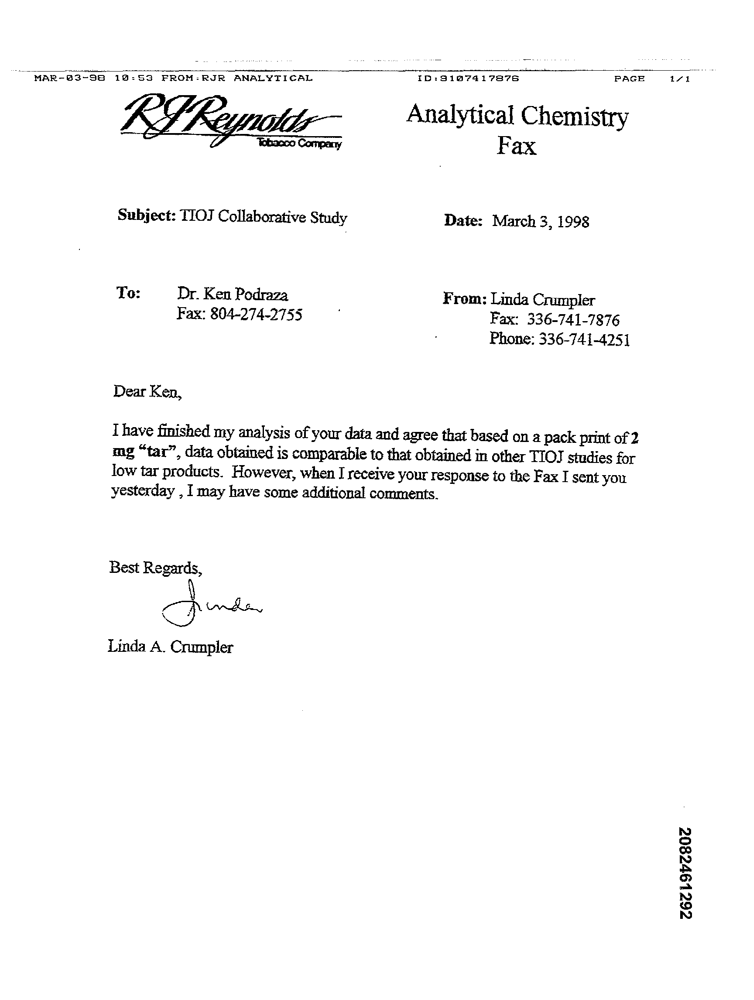 MAR-03-98 10:53 FROM:RJR ANALYTICAL ID:9107417876 PAGE 1/1
RJReynolds
Tobacco Company
Analytical Chemistry
Fax
Subject: TIOJ Collaborative Study
Date: March 3, 1998
To: Dr. Ken Podraza
Fax: 804-274-2755
From: Linda Crumpler
Fax: 336-741-7876
Phone: 336-741-4251
Dear Ken,
I have finished my analysis of your data and agree that based on a pack print of 2
mg “tar”, data obtained is comparable to that obtained in other TIOJ studies for
low tar products. However, when I receive your response to the Fax I sent you
yesterday , I may have some additional comments.
Best Regards,
Linda
Linda A. Crumpler
2082461292